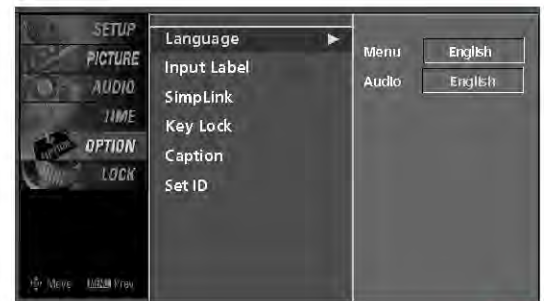 SETUP
PICTURE
AUDIO
TIME
OPTION
LOCK
Move Prev
Language ►
Input Label
SimpLink
Key Lock
Caption
Set ID
Menu English
Audio English